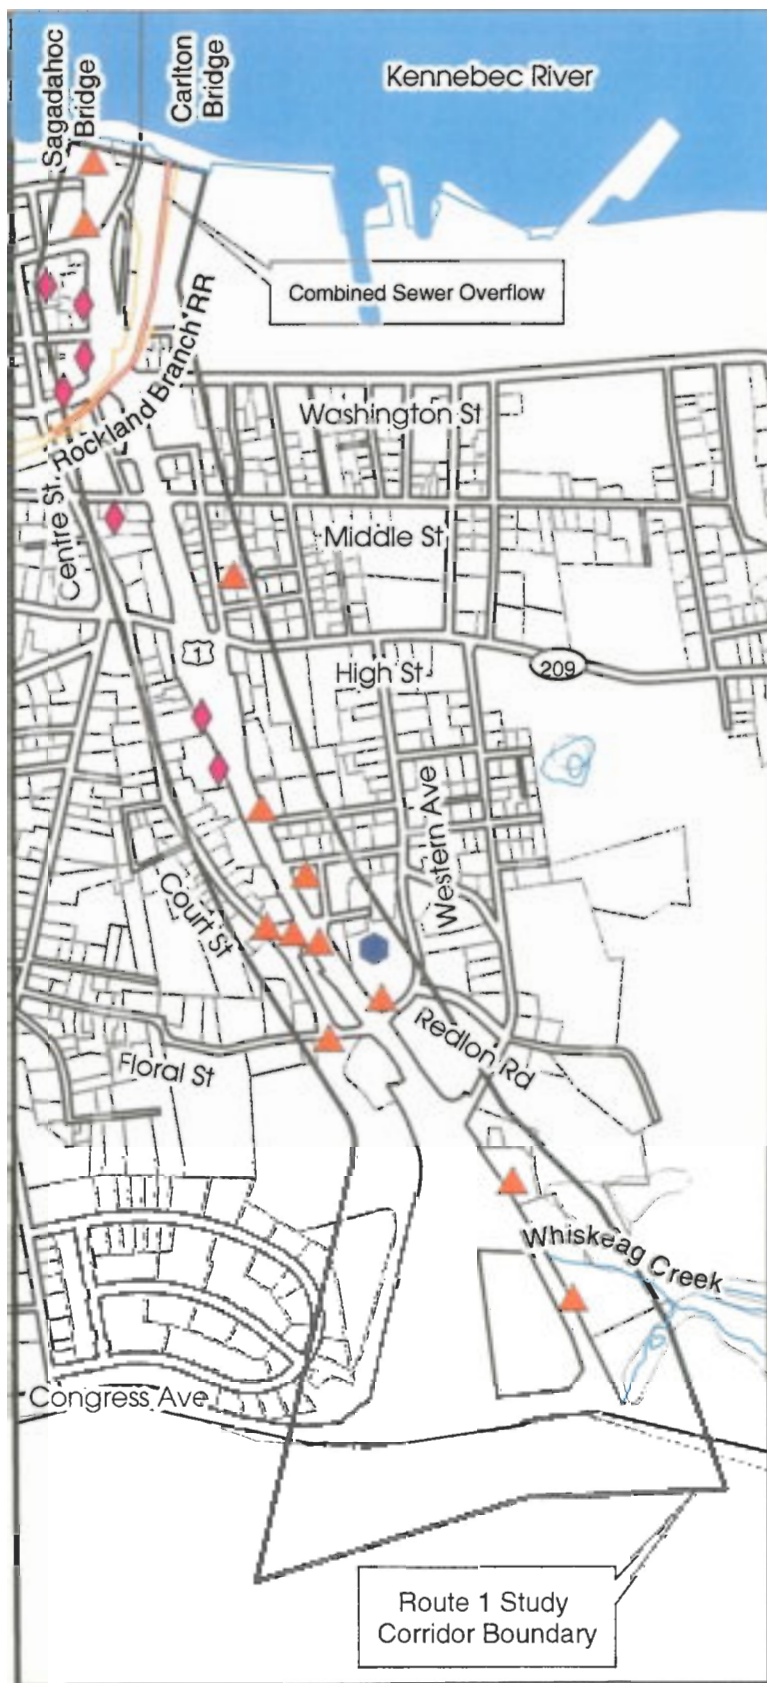 Sagadahoc
Bridge
Carlton
Bridge
Kennebec River
Combined Sewer Overflow
Rockland Branch RR
Washington St
Centre St.
Middle St
1
High St
209
Western Ave
Court St
Redlon Rd
Floral St
Whiskeag Creek
Congress Ave
Route 1 Study
Corridor Boundary